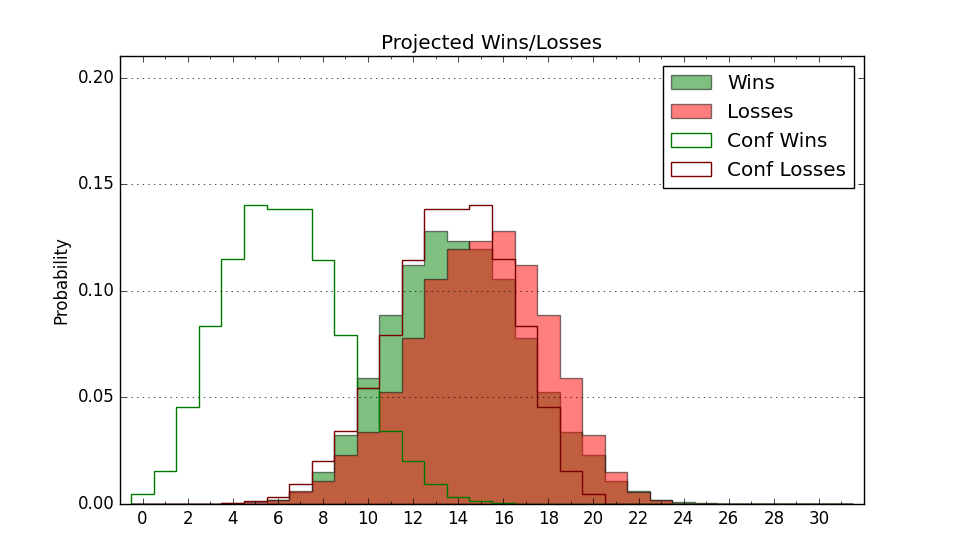 Projected Wins/Losses
Probability
0.20
0.15
0.10
0.05
0.00
Wins
Losses
Conf Wins
Conf Losses
0 2 4 6 8 10 12 14 16 18 20 22 24 26 28 30